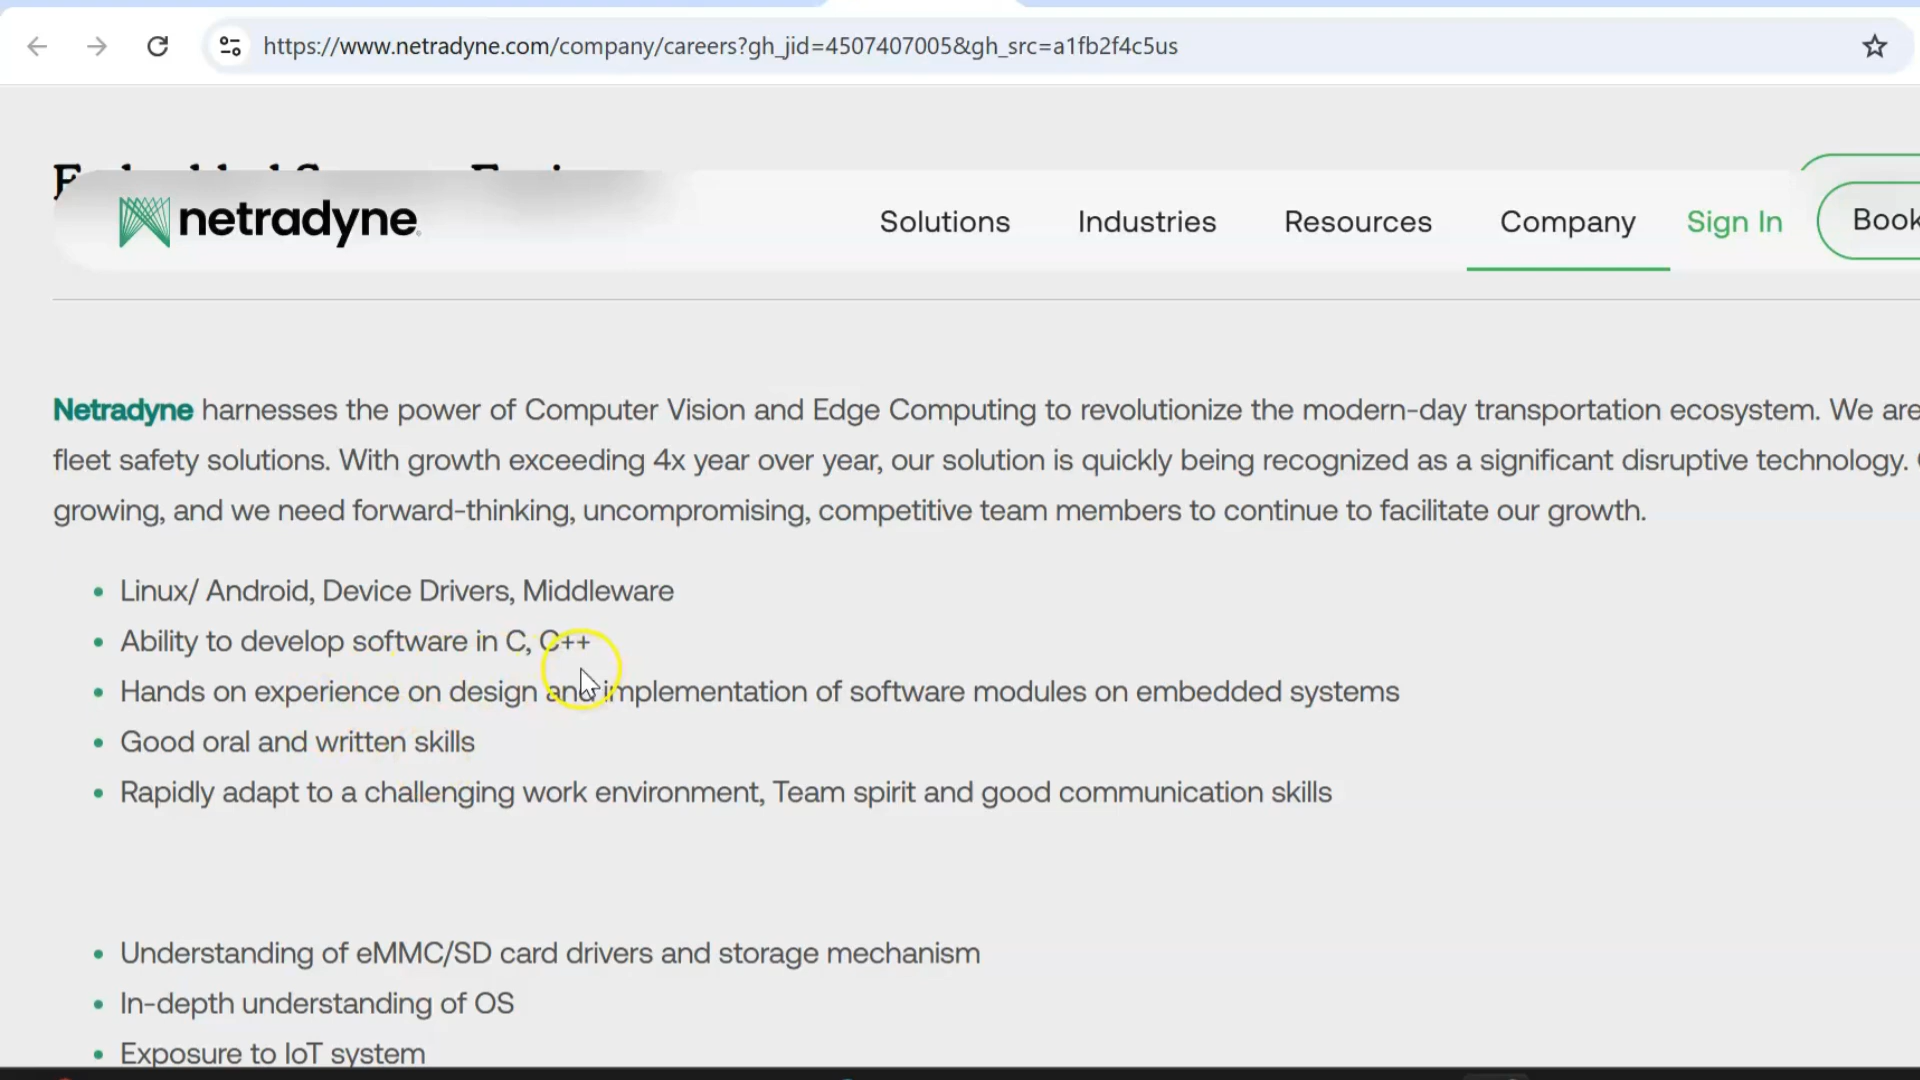 https://www.netradyne.com/company/careers?gh_jid=4507407005&gh_src=a1fb2f4c5us
netradyne
Solutions
Industries
Resources
Company
Sign In
Book
Netradyne harnesses the power of Computer Vision and Edge Computing to revolutionize the modern-day transportation ecosystem. We are
fleet safety solutions. With growth exceeding 4x year over year, our solution is quickly being recognized as a significant disruptive technology.
growing, and we need forward-thinking, uncompromising, competitive team members to continue to facilitate our growth.
• Linux/ Android, Device Drivers, Middleware
• Ability to develop software in C, C++
• Hands on experience on design and implementation of software modules on embedded systems
• Good oral and written skills
• Rapidly adapt to a challenging work environment, Team spirit and good communication skills
• Understanding of eMMC/SD card drivers and storage mechanism
• In-depth understanding of OS
• Exposure to IoT system